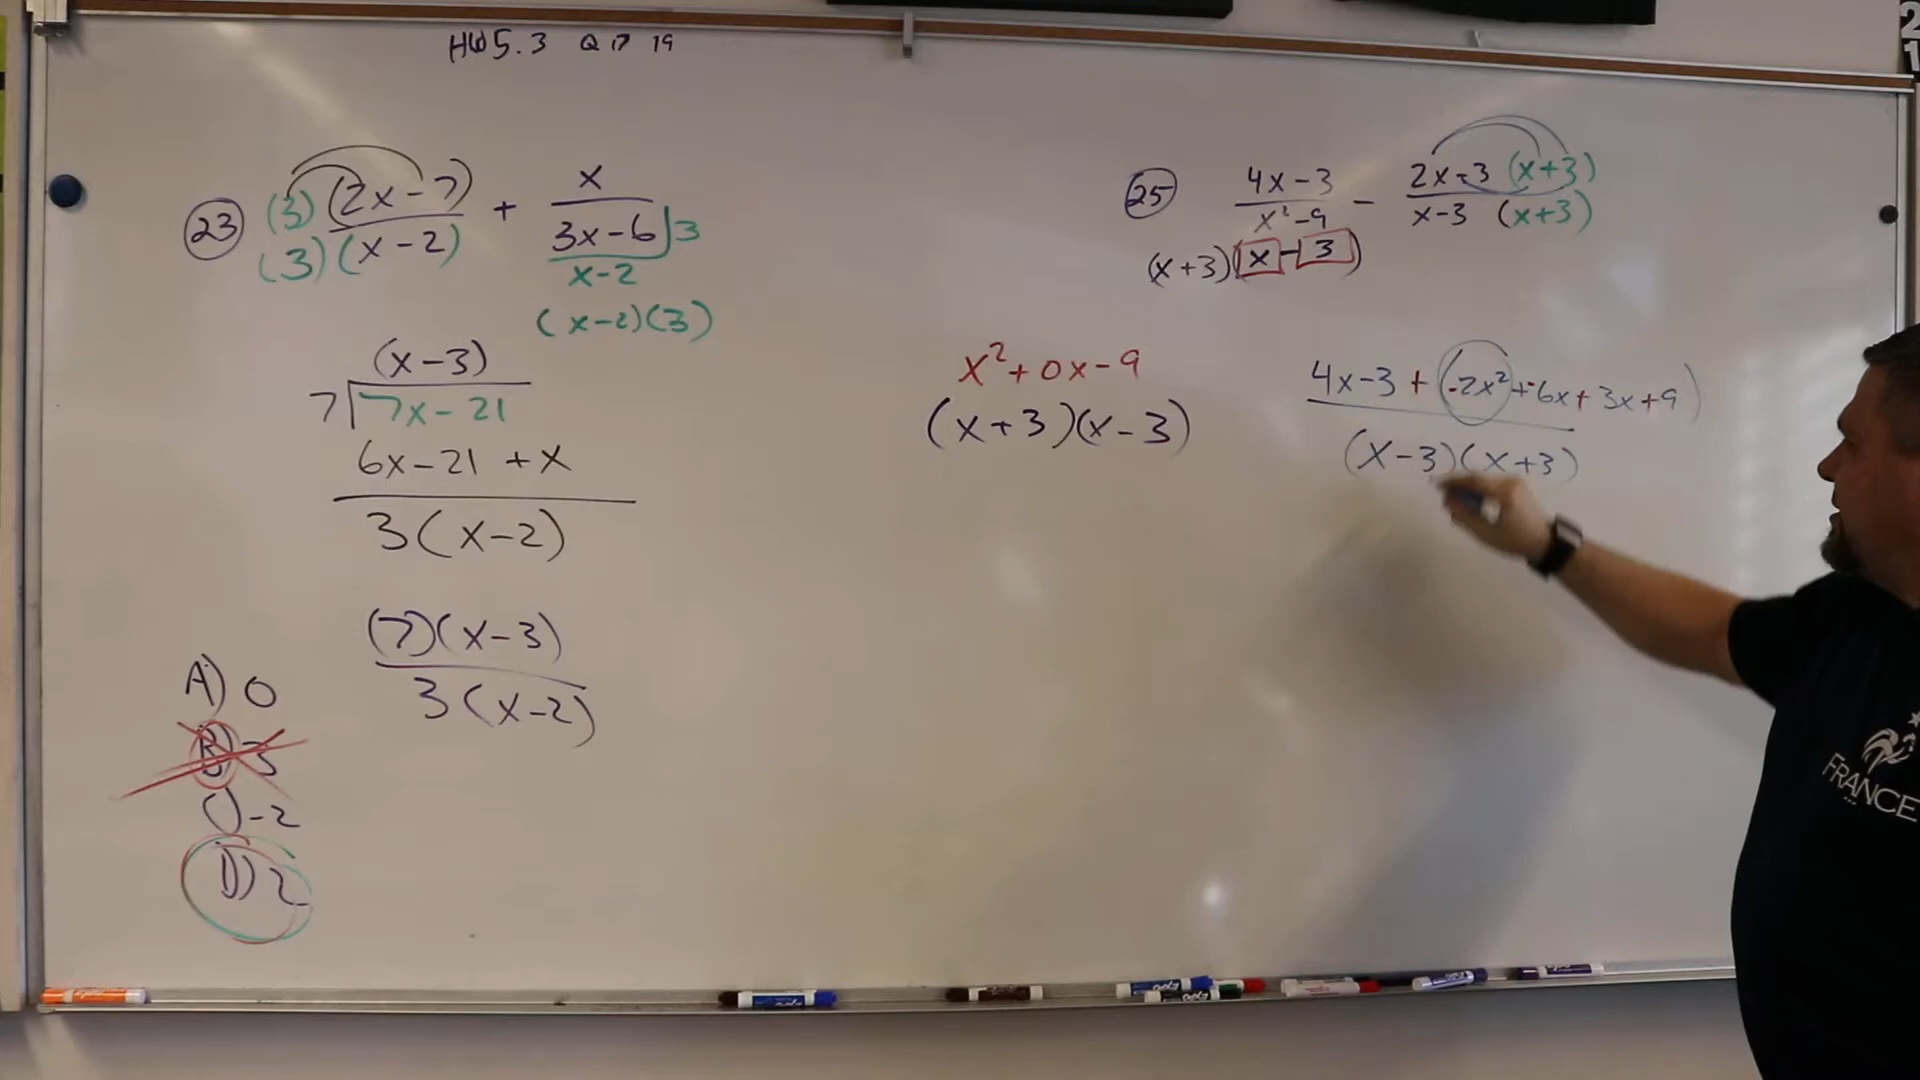 HW5.3 Q 17 19
23 (3)(2x-7) + x
(3)(x-2) 3x-6 3
x-2
(x-2)(3)
(x-3)
7 7x-21
6x-21 +x
3(x-2)
(7)(x-3)
3(x-2)
A) 0
B) 3
C) -2
D) 2
25 4x-3 - 2x-3 (x+3)
x²-9 x-3 (x+3)
(x+3)(x-3)
x²+0x-9
(x+3)(x-3)
4x-3 + (-2x²+-6x+3x+9)
(x-3)(x+3)
FRANCE